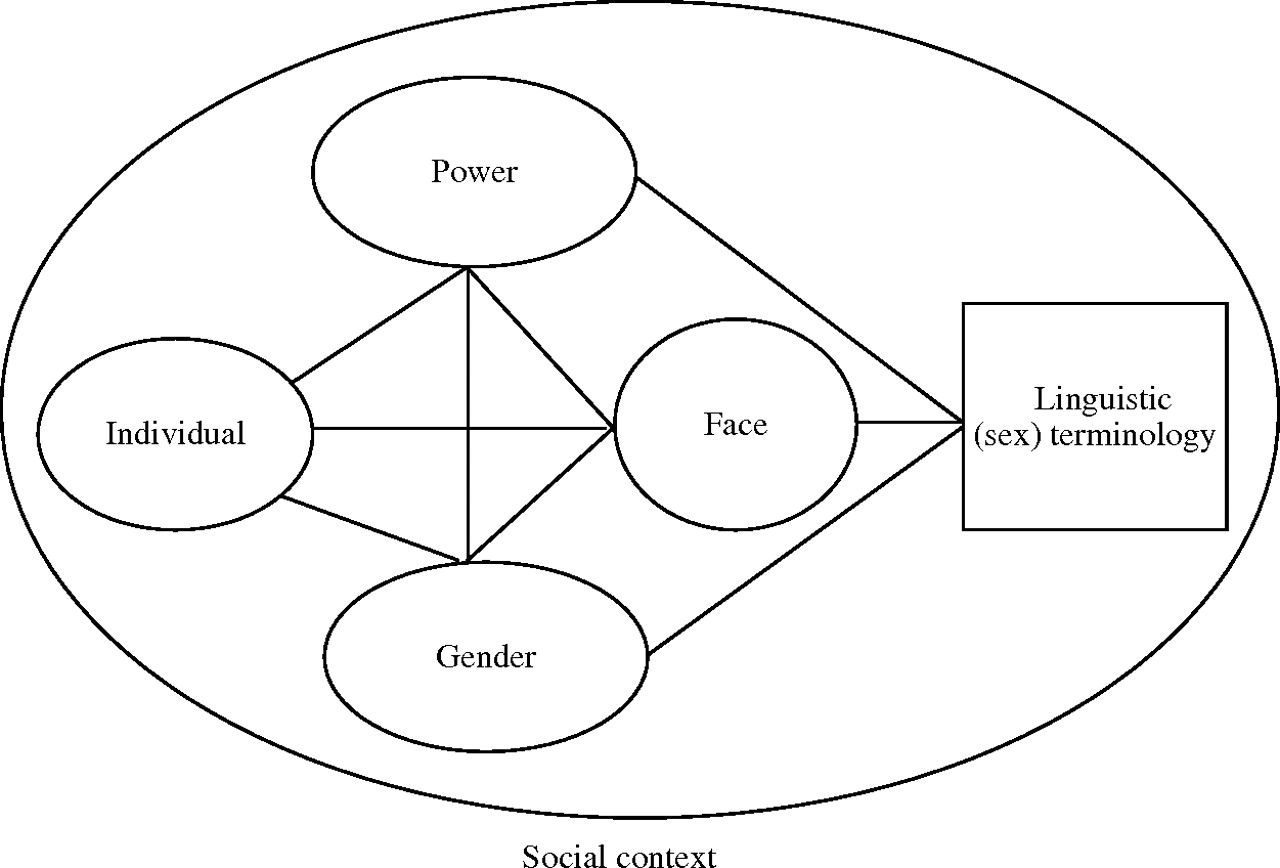 Power
Individual
Face
Linguistic
(sex) terminology
Gender
Social context